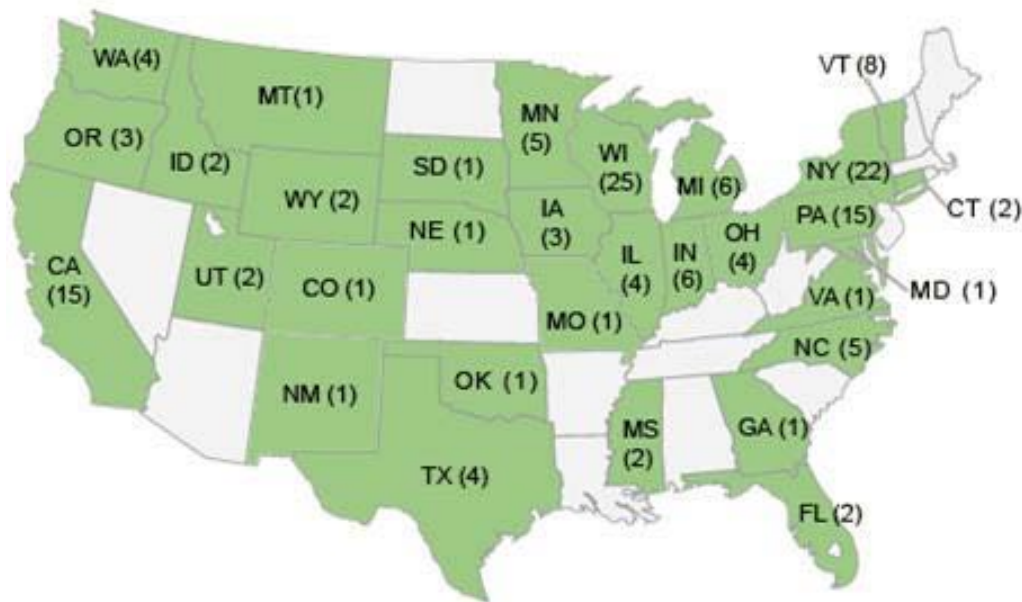 WA (4)
MT(1)
OR (3)
ID (2)
WY (2)
SD (1)
NE (1)
MN
(5)
WI
(25)
MI (6)
IA
(3)
VT (8)
NY (22)
CT (2)
PA (15)
MD (1)
CA
(15)
UT (2)
CO (1)
IL
(4)
IN
(6)
OH
(4)
MO (1)
VA (1)
NC (5)
NM (1)
OK (1)
TX (4)
MS
(2)
GA (1)
FL (2)